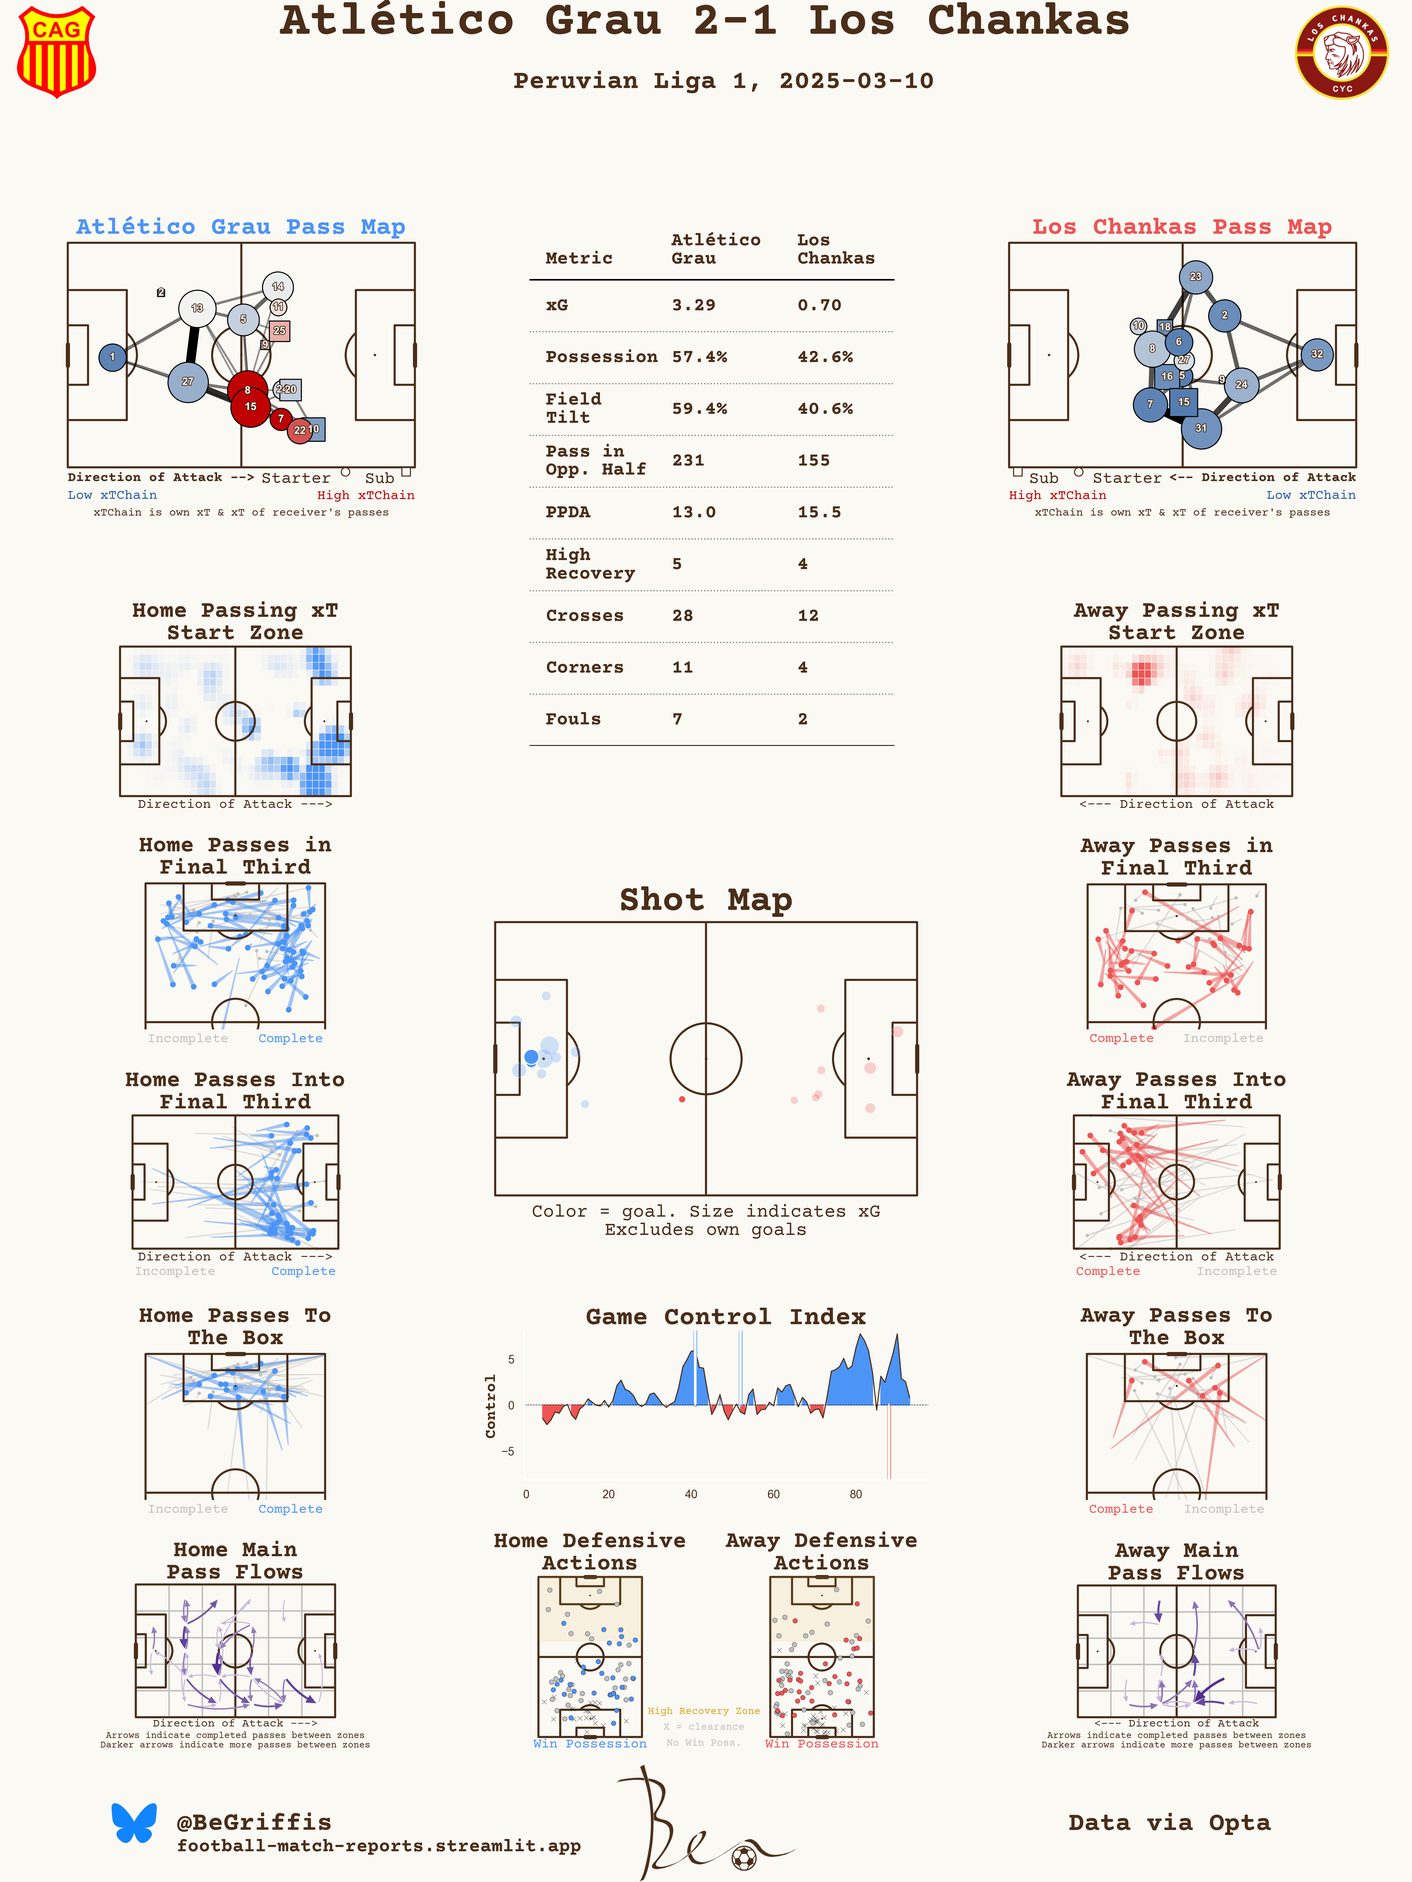 Atlético Grau 2-1 Los Chankas
Peruvian Liga 1, 2025-03-10
CAG
LOS CHANKAS
CYC
Atlético Grau Pass Map
2
13
14
11
5
25
9
1
27
8
20
15
7
22
10
Direction of Attack --> Starter Sub
Low xTChain High xTChain
xTChain is own xT & xT of receiver's passes
Metric Atlético Grau Los Chankas
xG 3.29 0.70
Possession 57.4% 42.6%
Field Tilt 59.4% 40.6%
Pass in Opp. Half 231 155
PPDA 13.0 15.5
High Recovery 5 4
Crosses 28 12
Corners 11 4
Fouls 7 2
Los Chankas Pass Map
23
2
10
18
8
6
27
32
16
5
9
24
7
15
31
Sub Starter <-- Direction of Attack
High xTChain Low xTChain
xTChain is own xT & xT of receiver's passes
Home Passing xT
Start Zone
Direction of Attack --->
Away Passing xT
Start Zone
<--- Direction of Attack
Home Passes in
Final Third
Incomplete Complete
Shot Map
Color = goal. Size indicates xG
Excludes own goals
Away Passes in
Final Third
Complete Incomplete
Home Passes Into
Final Third
Direction of Attack --->
Incomplete Complete
Away Passes Into
Final Third
<--- Direction of Attack
Complete Incomplete
Home Passes To
The Box
Incomplete Complete
Game Control Index
Control
5
0
−5
0 20 40 60 80
Away Passes To
The Box
Complete Incomplete
Home Main
Pass Flows
Direction of Attack --->
Arrows indicate completed passes between zones
Darker arrows indicate more passes between zones
Home Defensive
Actions
Win Possession
High Recovery Zone
X = clearance
No Win Poss.
Away Defensive
Actions
Win Possession
Away Main
Pass Flows
<--- Direction of Attack
Arrows indicate completed passes between zones
Darker arrows indicate more passes between zones
@BeGriffis
football-match-reports.streamlit.app
Ben
Data via Opta